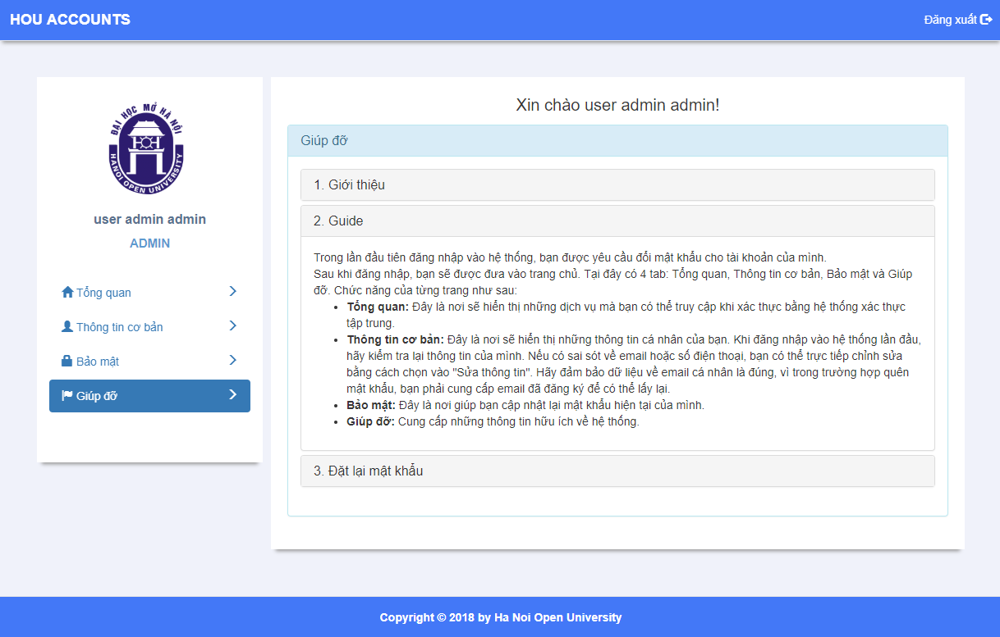 HOU ACCOUNTS
Đăng xuất
ĐẠI HỌC MỞ HÀ NỘI
HANOI OPEN UNIVERSITY
user admin admin
ADMIN
Tổng quan
Thông tin cơ bản
Bảo mật
Giúp đỡ
Xin chào user admin admin!
Giúp đỡ
1. Giới thiệu
2. Guide
Trong lần đầu tiên đăng nhập vào hệ thống, bạn được yêu cầu đổi mật khẩu cho tài khoản của mình.
Sau khi đăng nhập, bạn sẽ được đưa vào trang chủ. Tại đây có 4 tab: Tổng quan, Thông tin cơ bản, Bảo mật và Giúp
đỡ. Chức năng của từng trang như sau:
• Tổng quan: Đây là nơi sẽ hiển thị những dịch vụ mà bạn có thể truy cập khi xác thực bằng hệ thống xác thực
tập trung.
• Thông tin cơ bản: Đây là nơi sẽ hiển thị những thông tin cá nhân của bạn. Khi đăng nhập vào hệ thống lần đầu,
hãy kiểm tra lại thông tin của mình. Nếu có sai sót về email hoặc số điện thoại, bạn có thể trực tiếp chỉnh sửa
bằng cách chọn vào "Sửa thông tin". Hãy đảm bảo dữ liệu về email cá nhân là đúng, vì trong trường hợp quên
mật khẩu, bạn phải cung cấp email đã đăng ký để có thể lấy lại.
• Bảo mật: Đây là nơi giúp bạn cập nhật lại mật khẩu hiện tại của mình.
• Giúp đỡ: Cung cấp những thông tin hữu ích về hệ thống.
3. Đặt lại mật khẩu
Copyright © 2018 by Ha Noi Open University